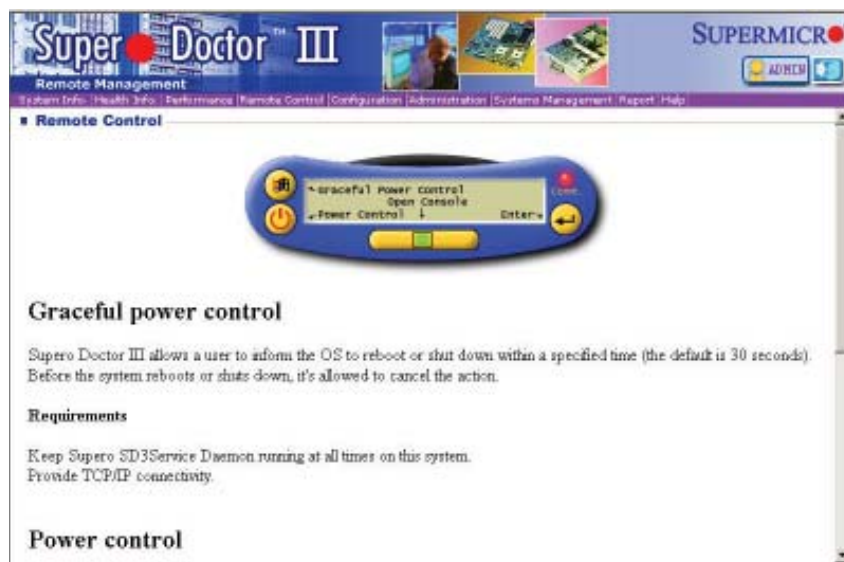 Super Doctor™ III
SUPERMICR
Remote Management
ADMIN
System Info. Health Info. Performance Remote Control Configuration Administration Systems Management Report Help
Remote Control
Graceful Power Control
Open Console
Power Control Enter
Comm.
Graceful power control
Supero Doctor III allows a user to inform the OS to reboot or shut down within a specified time (the default is 30 seconds).
Before the system reboots or shuts down, it's allowed to cancel the action.
Requirements
Keep Supero SD3Service Daemon running at all times on this system.
Provide TCP/IP connectivity.
Power control